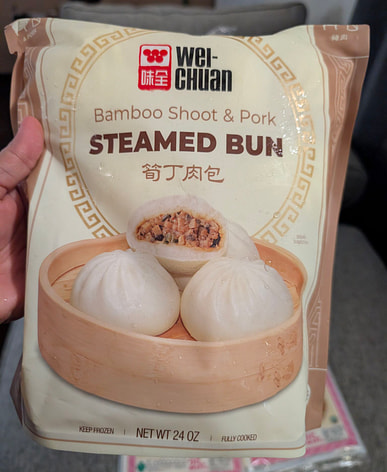 味全
WEI-
CHUAN
Bamboo Shoot & Pork
STEAMED BUN
筍丁肉包
KEEP FROZEN | NET WT 24 OZ | FULLY COOKED